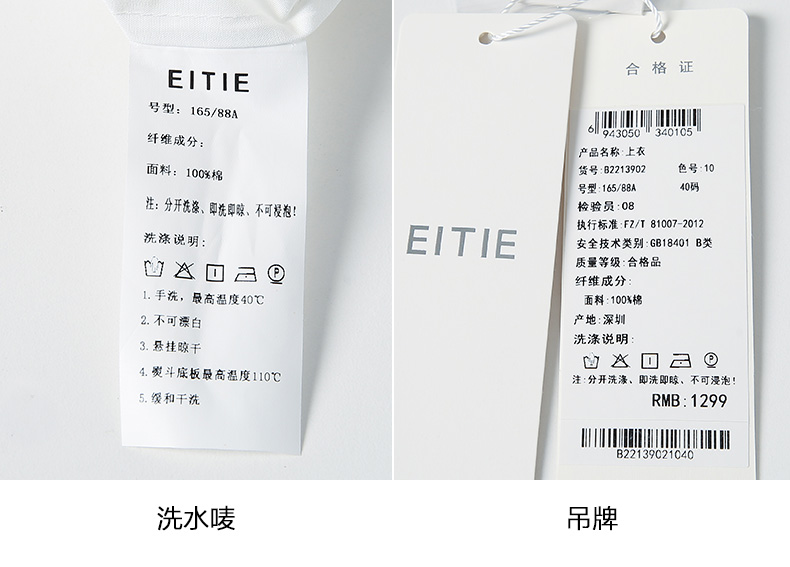 EITIE
号型: 165/88A
纤维成分:
面料: 100%棉
注: 分开洗涤、即洗即晾、不可浸泡!
洗涤说明:
P
1. 手洗，最高温度40℃
2. 不可漂白
3. 悬挂晾干
4. 熨斗底板最高温度110℃
5. 缓和干洗
洗水唛
EITIE
合格证
6 943050 340105
产品名称:上衣
货号:B2213902 色号:10
号型:165/88A 40码
检验员:08
执行标准:FZ/T 81007-2012
安全技术类别:GB18401 B类
质量等级:合格品
纤维成分:
面料:100%棉
产地:深圳
洗涤说明:
P
注:分开洗涤、即洗即晾、不可浸泡!
RMB:1299
B22139021040
吊牌